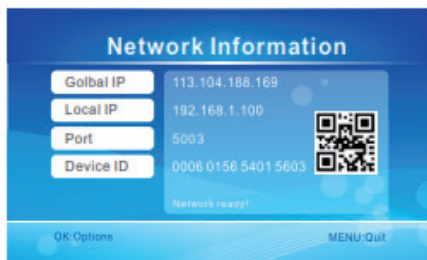 Network Information
Golbal IP 113.104.188.169
Local IP 192.168.1.100
Port 5003
Device ID 0006 0156 5401 5603
Network ready!
OK:Options MENU:Quit